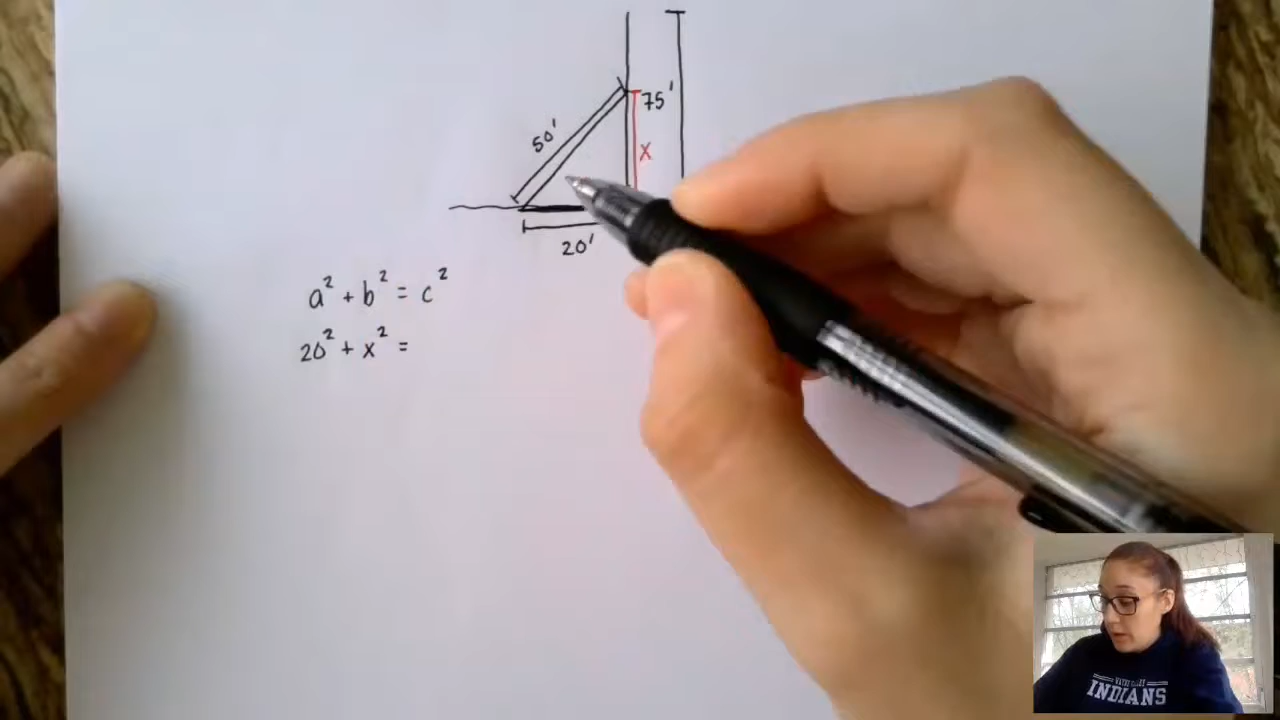 75'
50'
x
20'
a² + b² = c²
20² + x² =
INDIANS